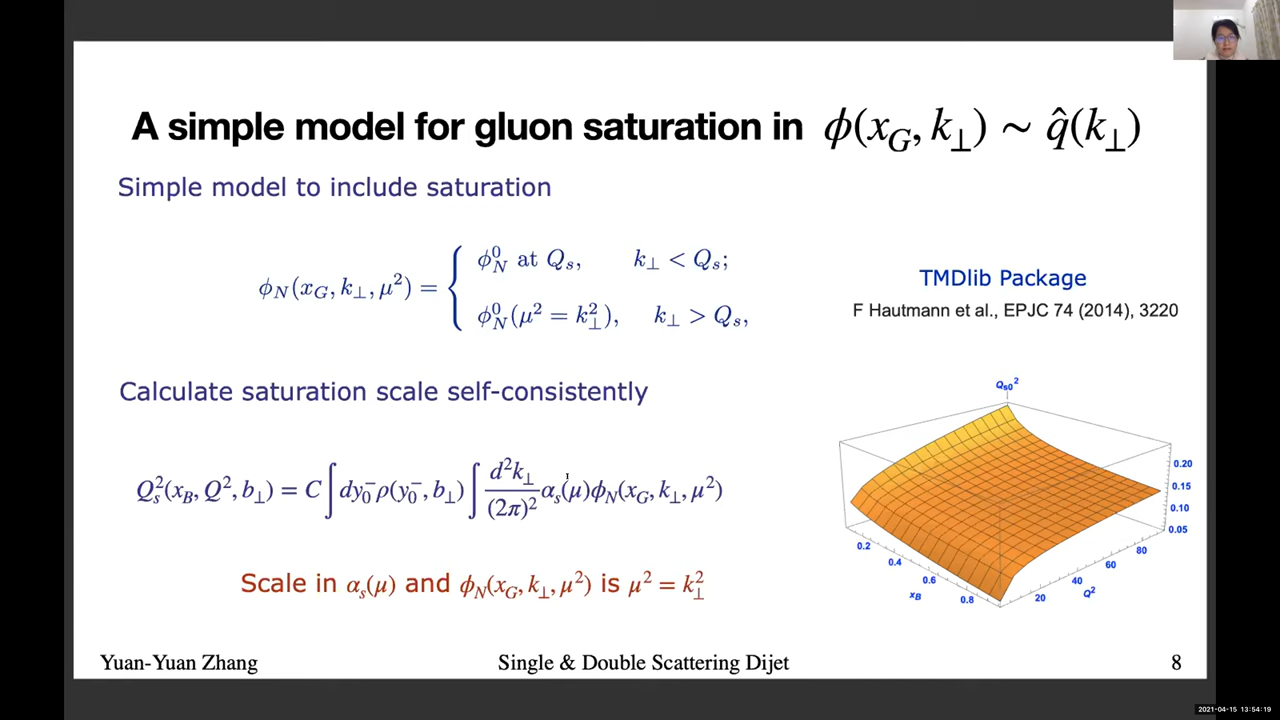 A simple model for gluon saturation in ϕ(x_G, k_⊥) ~ q̂(k_⊥)
Simple model to include saturation
ϕ_N(x_G, k_⊥, μ²) = { ϕ_N^0 at Q_s, k_⊥ < Q_s;
ϕ_N^0(μ² = k_⊥²), k_⊥ > Q_s,
TMDlib Package
F Hautmann et al., EPJC 74 (2014), 3220
Calculate saturation scale self-consistently
Q_s²(x_B, Q², b_⊥) = C ∫ dy_0^- ρ(y_0^-, b_⊥) ∫ d²k_⊥/(2π)² α_s(μ)ϕ_N(x_G, k_⊥, μ²)
Scale in α_s(μ) and ϕ_N(x_G, k_⊥, μ²) is μ² = k_⊥²
Q_s0²
0.20
0.15
0.10
0.05
0.2
0.4
0.6
0.8
x_B
20
40
60
80
Q²
Yuan-Yuan Zhang
Single & Double Scattering Dijet
8
2021-04-15 13:54:19